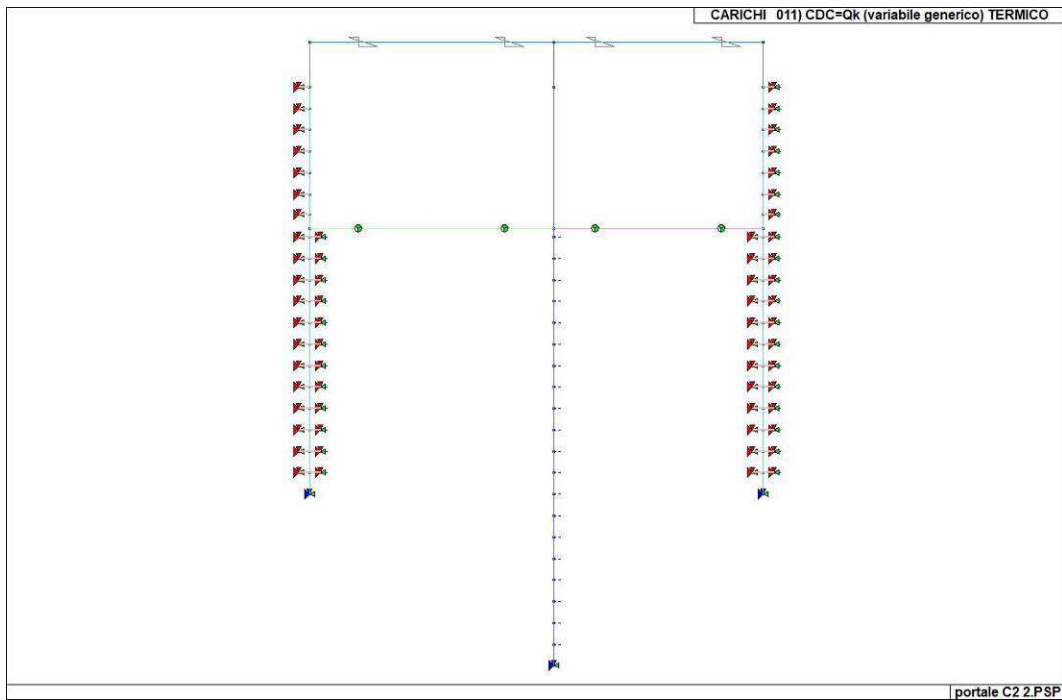 CARICHI 011) CDC=Qk (variabile generico) TERMICO
portale C2 2.PSP